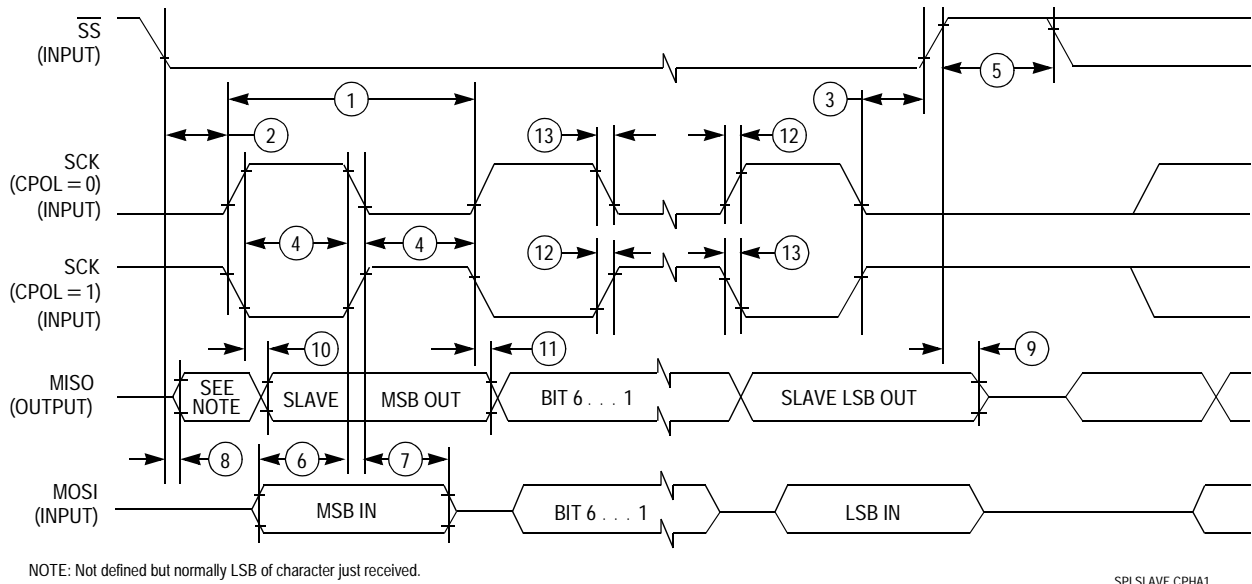 SS
(INPUT)
5
1
3
2
13
12
SCK
(CPOL = 0)
(INPUT)
4
4
SCK
(CPOL = 1)
(INPUT)
12
13
10
11
9
MISO
(OUTPUT)
SEE
NOTE
SLAVE
MSB OUT
BIT 6 . . . 1
SLAVE LSB OUT
8
6
7
MOSI
(INPUT)
MSB IN
BIT 6 . . . 1
LSB IN
NOTE: Not defined but normally LSB of character just received.
SPI SLAVE CPHA1